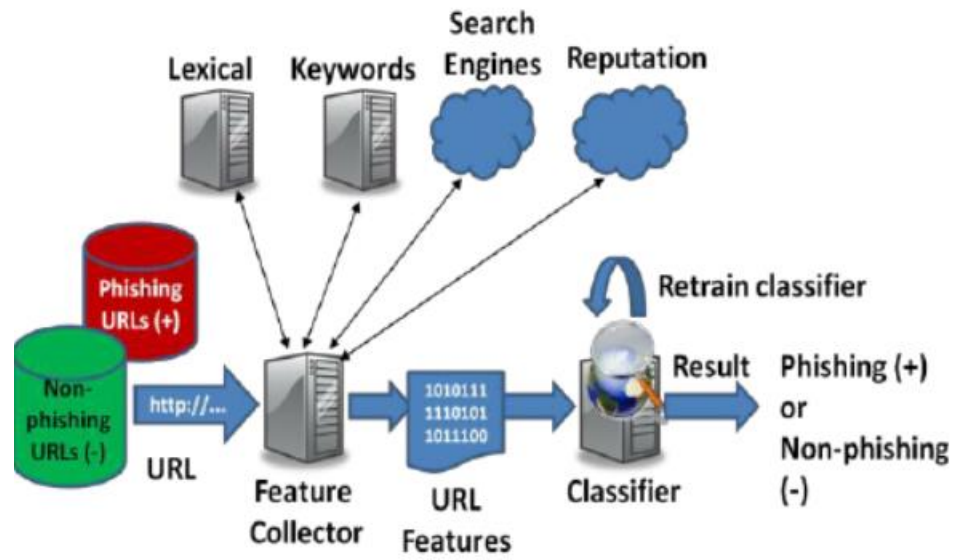 Lexical
Keywords
Search
Engines
Reputation
Phishing
URLs (+)
Non-
phishing
URLs (-)
http://...
URL
Feature
Collector
1010111
1110101
1011100
URL
Features
Retrain classifier
Classifier
Result
Phishing (+)
or
Non-phishing
(-)